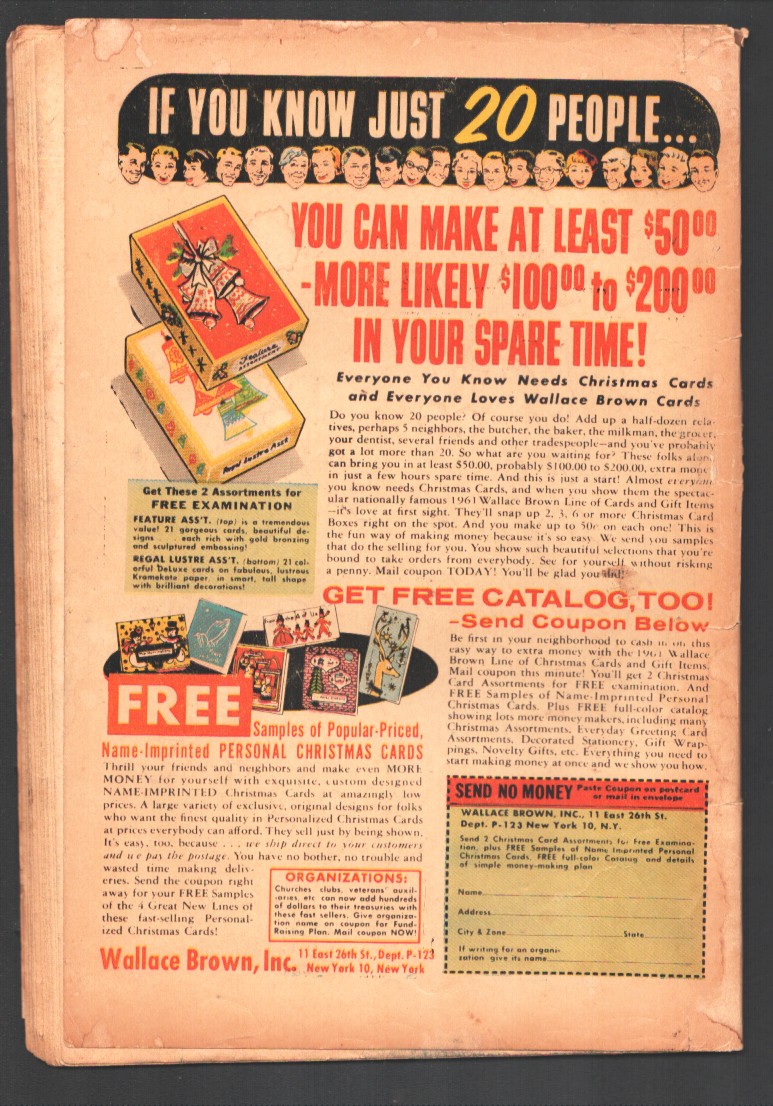 IF YOU KNOW JUST 20 PEOPLE...
YOU CAN MAKE AT LEAST $50 00
-MORE LIKELY $100 00 to $200 00
IN YOUR SPARE TIME!
Everyone You Know Needs Christmas Cards
and Everyone Loves Wallace Brown Cards
Do you know 20 people? Of course you do! Add up a half-dozen rela-
tives, perhaps 5 neighbors, the butcher, the baker, the milkman, the grocer,
your dentist, several friends and other tradespeople—and you've probably
got a lot more than 20. So what are you waiting for? These folks alone
can bring you in at least $50.00, probably $100.00 to $200.00, extra money
in just a few hours spare time. And this is just a start! Almost everyone
you know needs Christmas Cards, and when you show them the spectac-
ular nationally famous 1961 Wallace Brown Line of Cards and Gift Items
—it's love at first sight. They'll snap up 2, 3, 6 or more Christmas Card
Boxes right on the spot. And you make up to 50¢ on each one! This is
the fun way of making money because it's so easy. We send you samples
that do the selling for you. You show such beautiful selections that you're
bound to take orders from everybody. See for yourself without risking
a penny. Mail coupon TODAY! You'll be glad you did!
Feature
ASSORTMENT
Regal Lustre Ass't
Get These 2 Assortments for
FREE EXAMINATION
FEATURE ASS'T. (top) is a tremendous
value! 21 gorgeous cards, beautiful de-
signs . . . each rich with gold bronzing
and sculptured embossing!
REGAL LUSTRE ASS'T. (bottom) 21 col-
orful DeLuxe cards on fabulous, lustrous
Kromekote paper in smart, tall shape
with brilliant decorations!
GET FREE CATALOG, TOO!
-Send Coupon Below
Be first in your neighborhood to cash in on this
easy way to extra money with the 1961 Wallace
Brown Line of Christmas Cards and Gift Items.
Mail coupon this minute! You'll get 2 Christmas
Card Assortments for FREE examination. And
FREE Samples of Name-Imprinted Personal
Christmas Cards. Plus FREE full-color catalog
showing lots more money makers, including many
Christmas Assortments, Everyday Greeting Card
Assortments, Decorated Stationery, Gift Wrap-
pings, Novelty Gifts, etc. Everything you need to
start making money at once and we show you how.
FREE
Samples of Popular-Priced,
Name-Imprinted PERSONAL CHRISTMAS CARDS
Thrill your friends and neighbors and make even MORE
MONEY for yourself with exquisite, custom designed
NAME-IMPRINTED Christmas Cards at amazingly low
prices. A large variety of exclusive, original designs for folks
who want the finest quality in Personalized Christmas Cards
at prices everybody can afford. They sell just by being shown.
It's easy, too, because . . . we ship direct to your customers
and we pay the postage. You have no bother, no trouble and
wasted time making deliv-
eries. Send the coupon right
away for your FREE Samples
of the 4 Great New Lines of
these fast-selling Personal-
ized Christmas Cards!
ORGANIZATIONS:
Churches clubs, veterans' auxil-
iaries etc can now add hundreds
of dollars to their treasuries with
these fast sellers. Give organiza-
tion name on coupon for Fund-
Raising Plan. Mail coupon NOW!
Wallace Brown, Inc. 11 East 26th St., Dept. P-123
New York 10, New York
SEND NO MONEY Paste Coupon on postcard
or mail in envelope
WALLACE BROWN, INC., 11 East 26th St.
Dept. P-123 New York 10, N.Y.
Send 2 Christmas Card Assortments for Free Examina-
tion, plus FREE Samples of Name Imprinted Personal
Christmas Cards, FREE full-color Catalog and details
of simple money-making plan
Name
Address
City & Zone State
If writing for an organi-
zation give its name